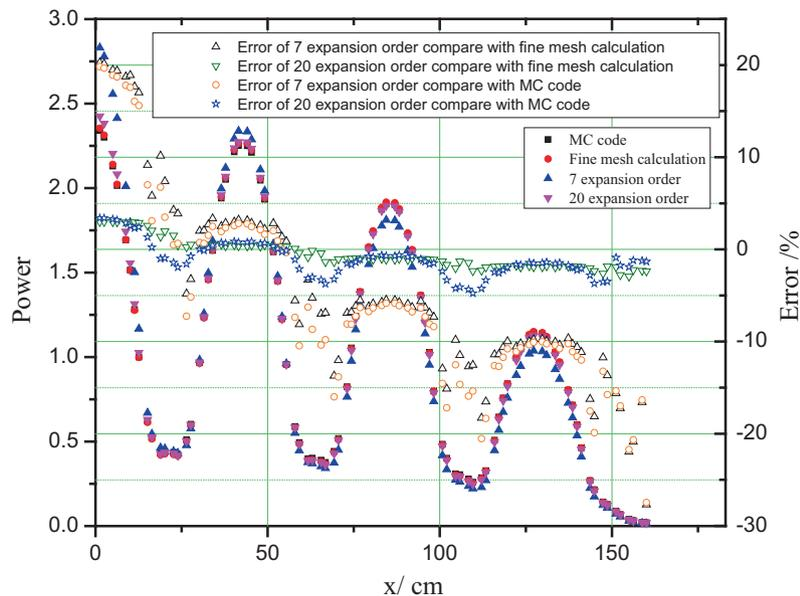 3.0
2.5
2.0
1.5
1.0
0.5
0.0
Power
0
50
100
150
x/ cm
20
10
0
-10
-20
-30
Error /%
Error of 7 expansion order compare with fine mesh calculation
Error of 20 expansion order compare with fine mesh calculation
Error of 7 expansion order compare with MC code
Error of 20 expansion order compare with MC code
MC code
Fine mesh calculation
7 expansion order
20 expansion order